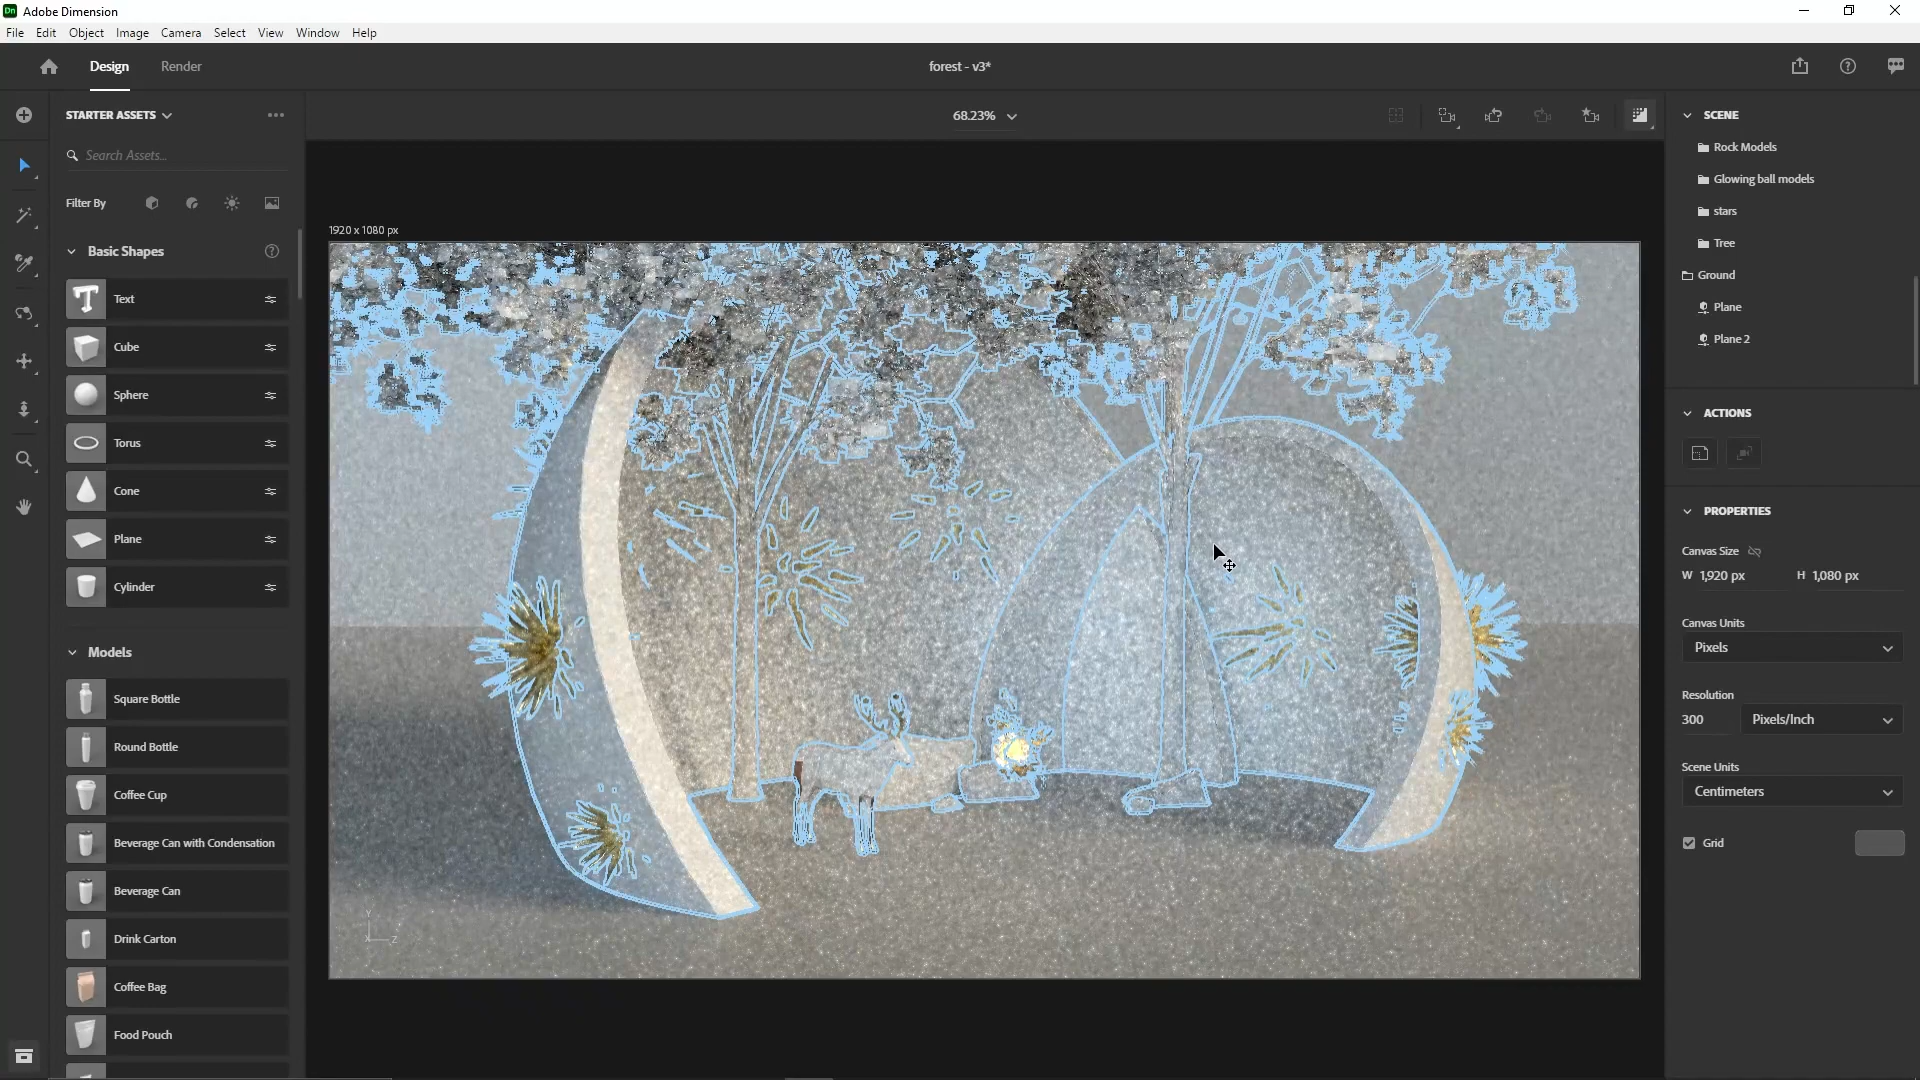 Dn Adobe Dimension
File Edit Object Image Camera Select View Window Help
Design Render forest - v3*
STARTER ASSETS
68.23%
Search Assets...
Filter By
Basic Shapes
Text
Cube
Sphere
Torus
Cone
Plane
Cylinder
Models
Square Bottle
Round Bottle
Coffee Cup
Beverage Can with Condensation
Beverage Can
Drink Carton
Coffee Bag
Food Pouch
1920 x 1080 px
Y
X
Z
SCENE
Rock Models
Glowing ball models
stars
Tree
Ground
Plane
Plane 2
ACTIONS
PROPERTIES
Canvas Size
W 1,920 px H 1,080 px
Canvas Units
Pixels
Resolution
300 Pixels/Inch
Scene Units
Centimeters
Grid